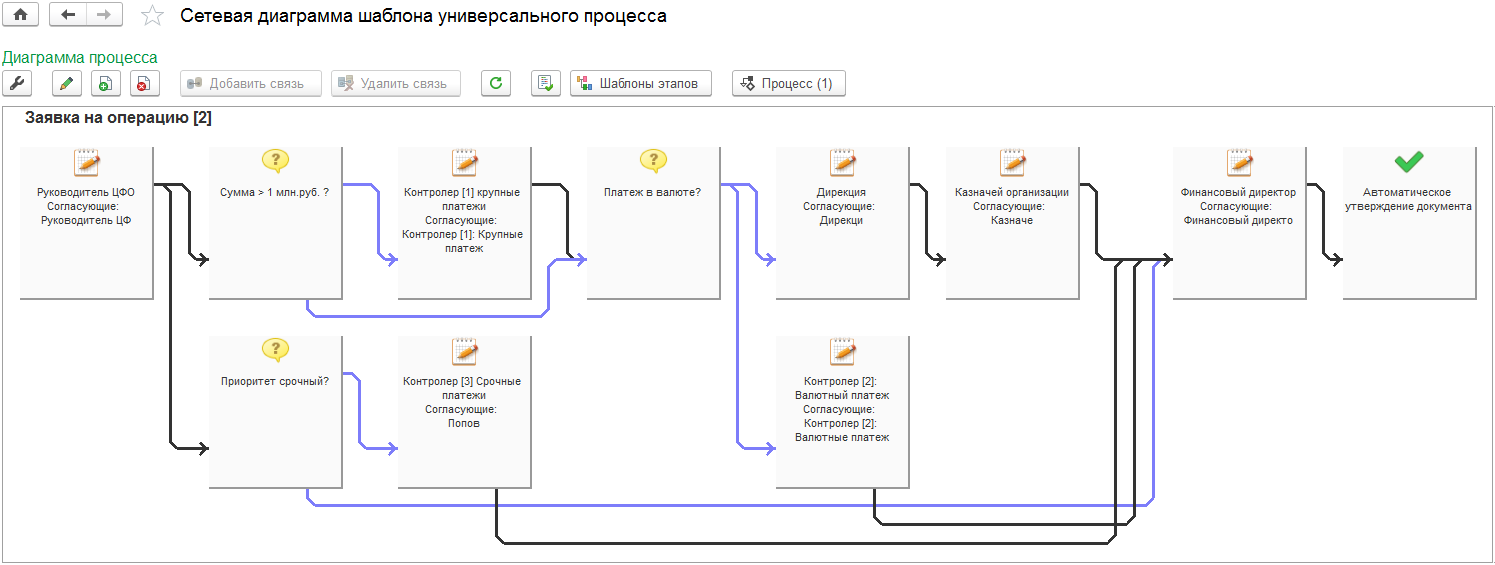 Сетевая диаграмма шаблона универсального процесса
Диаграмма процесса
Добавить связь
Удалить связь
Шаблоны этапов
Процесс (1)
Заявка на операцию [2]
Руководитель ЦФО
Согласующие:
Руководитель ЦФ
?
Сумма > 1 млн.руб. ?
Контролер [1] крупные
платежи
Согласующие:
Контролер [1]: Крупные
платеж
?
Платеж в валюте?
Дирекция
Согласующие:
Дирекци
Казначей организации
Согласующие:
Казначе
Финансовый директор
Согласующие:
Финансовый директо
Автоматическое
утверждение документа
?
Приоритет срочный?
Контролер [3] Срочные
платежи
Согласующие:
Попов
Контролер [2]:
Валютный платеж
Согласующие:
Контролер [2]:
Валютные платеж